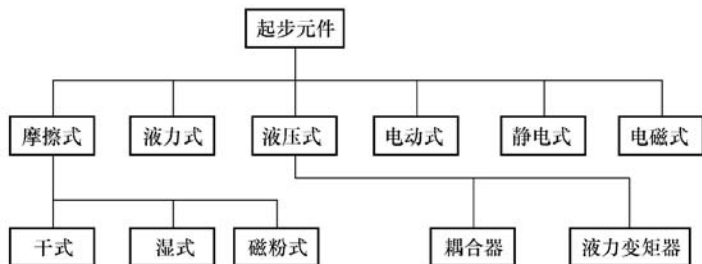 起步元件
摩擦式
液力式
液压式
电动式
静电式
电磁式
干式
湿式
磁粉式
耦合器
液力变矩器